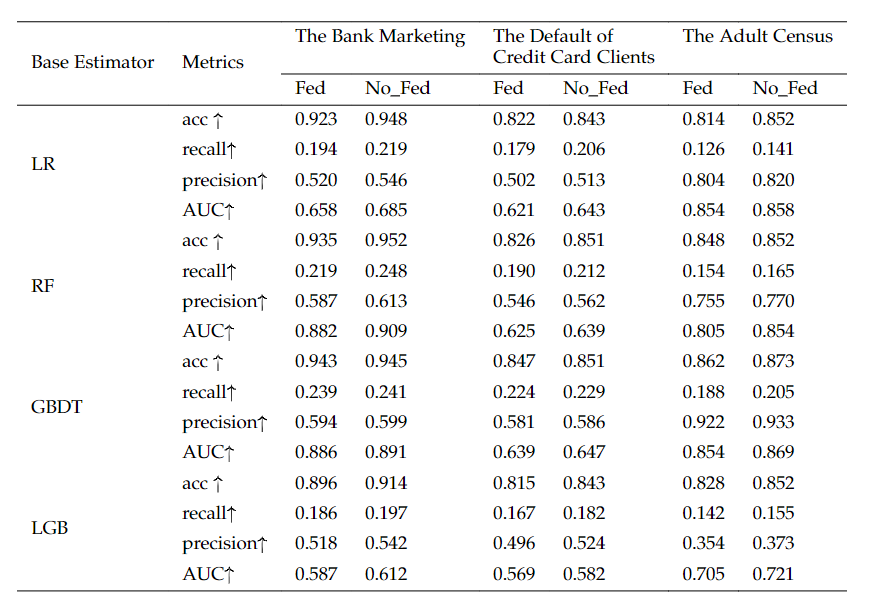 Base Estimator Metrics The Bank Marketing The Default of Credit Card Clients The Adult Census
Fed No_Fed Fed No_Fed Fed No_Fed
LR
acc ↑ 0.923 0.948 0.822 0.843 0.814 0.852
recall↑ 0.194 0.219 0.179 0.206 0.126 0.141
precision↑ 0.520 0.546 0.502 0.513 0.804 0.820
AUC↑ 0.658 0.685 0.621 0.643 0.854 0.858
RF
acc ↑ 0.935 0.952 0.826 0.851 0.848 0.852
recall↑ 0.219 0.248 0.190 0.212 0.154 0.165
precision↑ 0.587 0.613 0.546 0.562 0.755 0.770
AUC↑ 0.882 0.909 0.625 0.639 0.805 0.854
GBDT
acc ↑ 0.943 0.945 0.847 0.851 0.862 0.873
recall↑ 0.239 0.241 0.224 0.229 0.188 0.205
precision↑ 0.594 0.599 0.581 0.586 0.922 0.933
AUC↑ 0.886 0.891 0.639 0.647 0.854 0.869
LGB
acc ↑ 0.896 0.914 0.815 0.843 0.828 0.852
recall↑ 0.186 0.197 0.167 0.182 0.142 0.155
precision↑ 0.518 0.542 0.496 0.524 0.354 0.373
AUC↑ 0.587 0.612 0.569 0.582 0.705 0.721